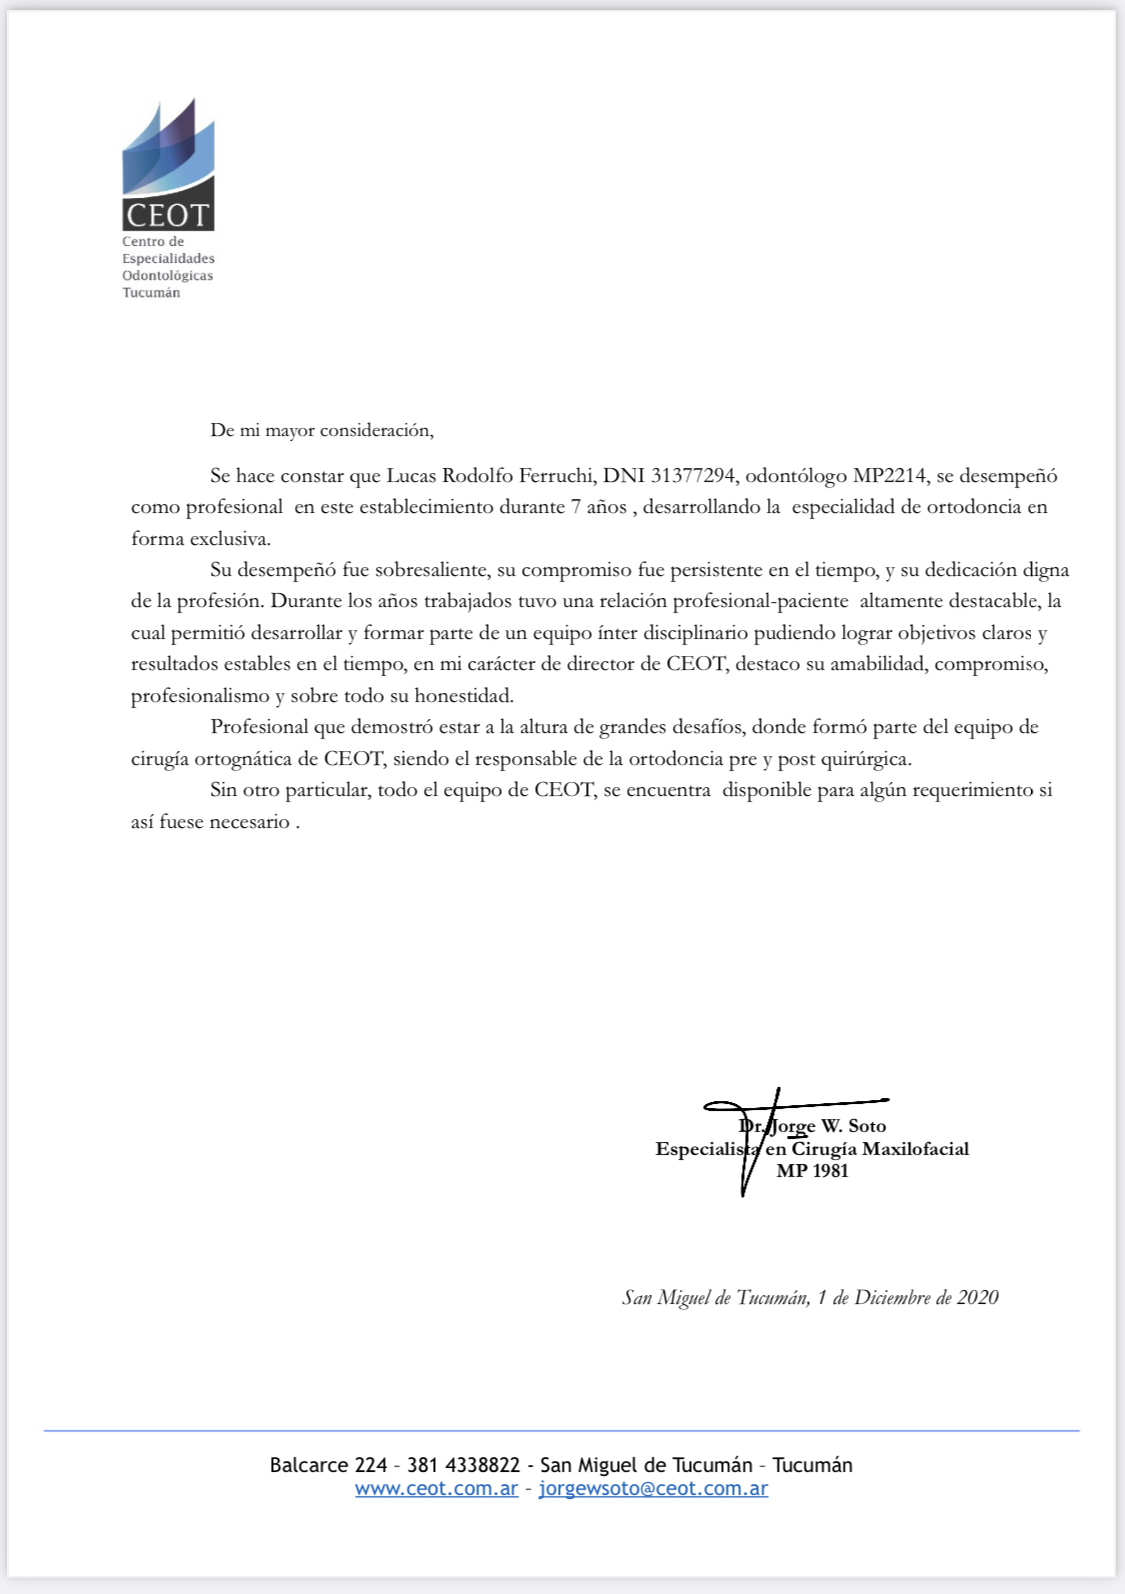 CEOT
Centro de
Especialidades
Odontológicas
Tucumán
De mi mayor consideración,
Se hace constar que Lucas Rodolfo Ferruchi, DNI 31377294, odontólogo MP2214, se desempeñó
como profesional  en este establecimiento durante 7 años , desarrollando la  especialidad de ortodoncia en
forma exclusiva.
Su desempeñó fue sobresaliente, su compromiso fue persistente en el tiempo, y su dedicación digna
de la profesión. Durante los años trabajados tuvo una relación profesional-paciente  altamente destacable, la
cual permitió desarrollar y formar parte de un equipo ínter disciplinario pudiendo lograr objetivos claros y
resultados estables en el tiempo, en mi carácter de director de CEOT, destaco su amabilidad, compromiso,
profesionalismo y sobre todo su honestidad.
Profesional que demostró estar a la altura de grandes desafíos, donde formó parte del equipo de
cirugía ortognática de CEOT, siendo el responsable de la ortodoncia pre y post quirúrgica.
Sin otro particular, todo el equipo de CEOT, se encuentra  disponible para algún requerimiento si
así fuese necesario .
Dr. Jorge W. Soto
Especialista en Cirugía Maxilofacial
MP 1981
San Miguel de Tucumán, 1 de Diciembre de 2020
Balcarce 224 – 381 4338822 - San Miguel de Tucumán – Tucumán
www.ceot.com.ar – jorgewsoto@ceot.com.ar